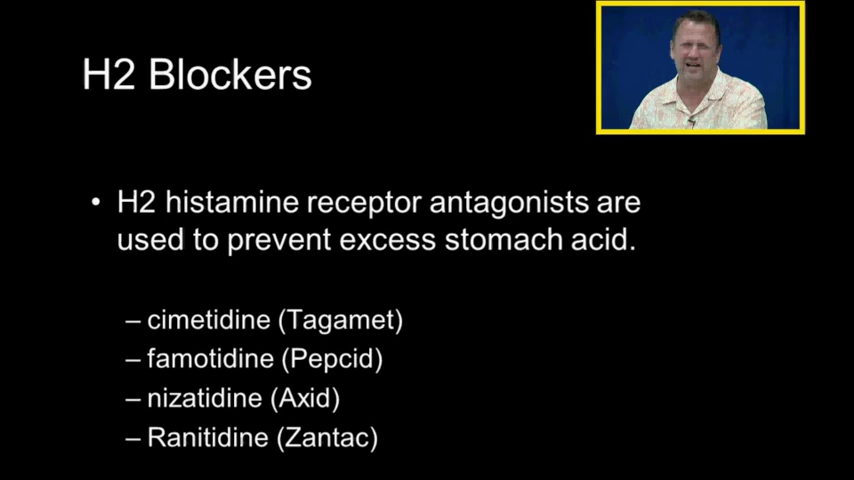 H2 Blockers
• H2 histamine receptor antagonists are
used to prevent excess stomach acid.
– cimetidine (Tagamet)
– famotidine (Pepcid)
– nizatidine (Axid)
– Ranitidine (Zantac)